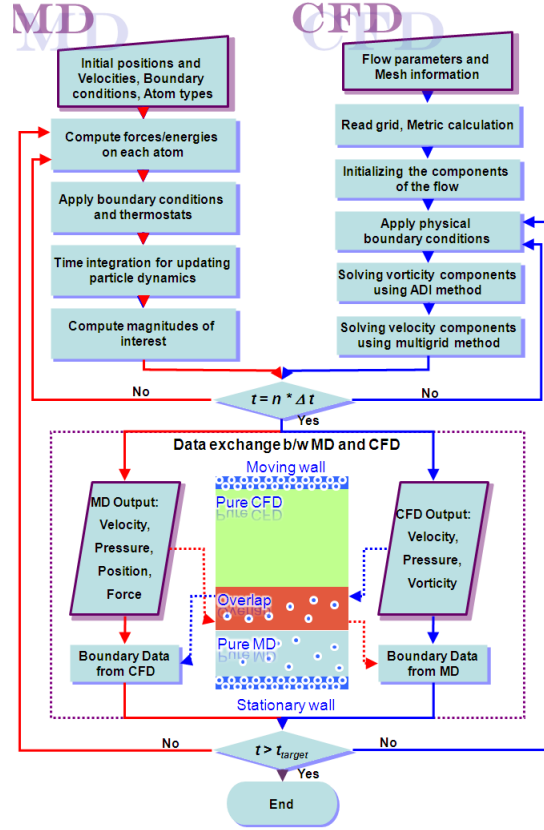 MD
CFD
Initial positions and
Velocities, Boundary
conditions, Atom types
Compute forces/energies
on each atom
Apply boundary conditions
and thermostats
Time integration for updating
particle dynamics
Compute magnitudes of
interest
Flow parameters and
Mesh information
Read grid, Metric calculation
Initializing the components
of the flow
Apply physical
boundary conditions
Solving vorticity components
using ADI method
Solving velocity components
using multigrid method
No
t = n * Δ t
No
Yes
Data exchange b/w MD and CFD
MD Output:
Velocity,
Pressure,
Position,
Force
Boundary Data
from CFD
Moving wall
Pure CFD
Overlap
Pure MD
Stationary wall
CFD Output:
Velocity,
Pressure,
Vorticity
Boundary Data
from MD
No
t > t_target
No
Yes
End